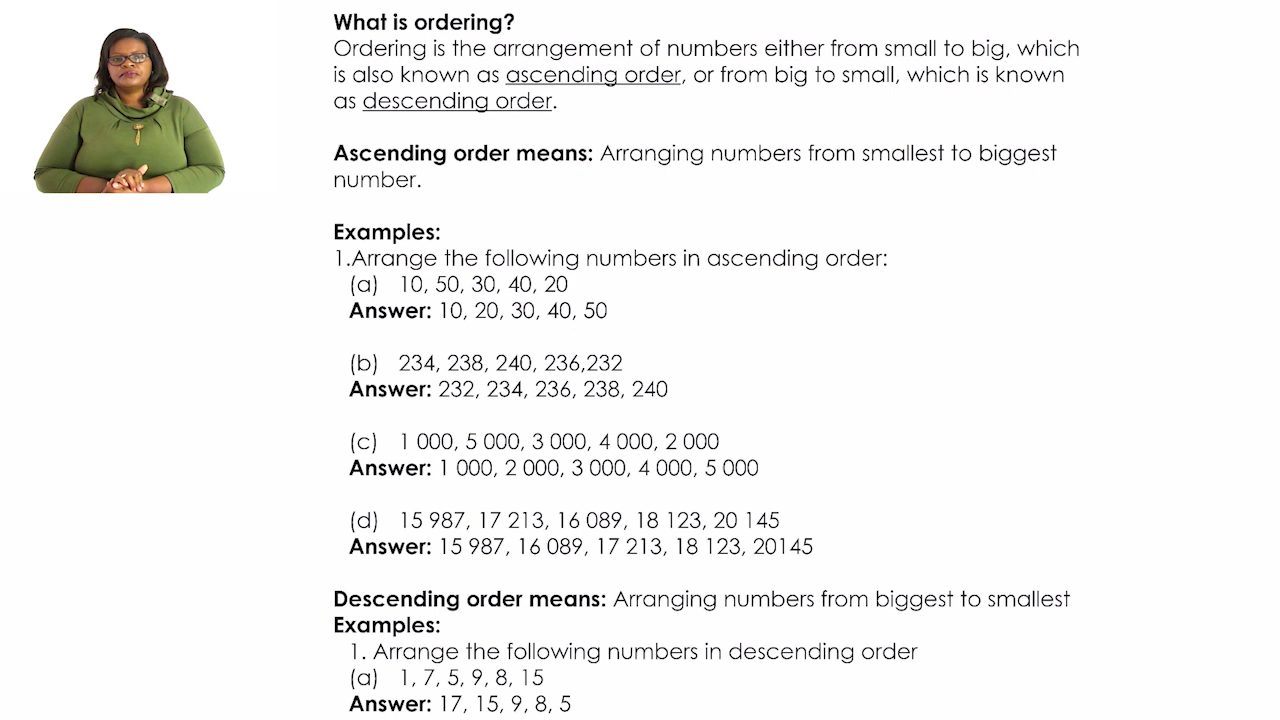 What is ordering?
Ordering is the arrangement of numbers either from small to big, which
is also known as ascending order, or from big to small, which is known
as descending order.
Ascending order means: Arranging numbers from smallest to biggest
number.
Examples:
1.Arrange the following numbers in ascending order:
(a) 10, 50, 30, 40, 20
Answer: 10, 20, 30, 40, 50
(b) 234, 238, 240, 236,232
Answer: 232, 234, 236, 238, 240
(c) 1 000, 5 000, 3 000, 4 000, 2 000
Answer: 1 000, 2 000, 3 000, 4 000, 5 000
(d) 15 987, 17 213, 16 089, 18 123, 20 145
Answer: 15 987, 16 089, 17 213, 18 123, 20145
Descending order means: Arranging numbers from biggest to smallest
Examples:
1. Arrange the following numbers in descending order
(a) 1, 7, 5, 9, 8, 15
Answer: 17, 15, 9, 8, 5